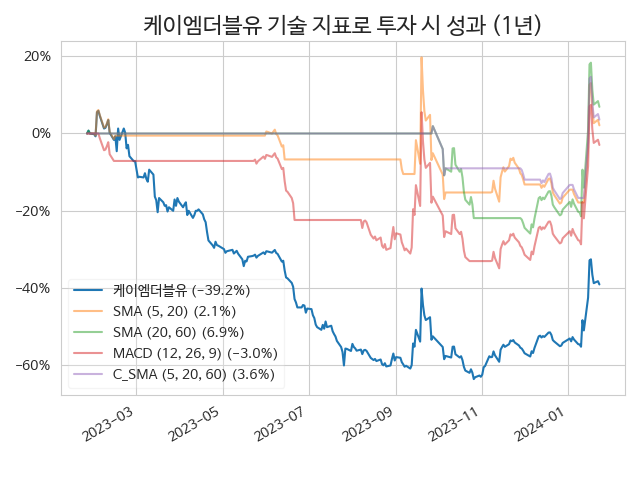 케이엠더블유 기술 지표로 투자 시 성과 (1년)
20%
0%
−20%
−40%
−60%
케이엠더블유 (−39.2%)
SMA (5, 20) (2.1%)
SMA (20, 60) (6.9%)
MACD (12, 26, 9) (−3.0%)
C_SMA (5, 20, 60) (3.6%)
2023−03
2023−05
2023−07
2023−09
2023−11
2024−01